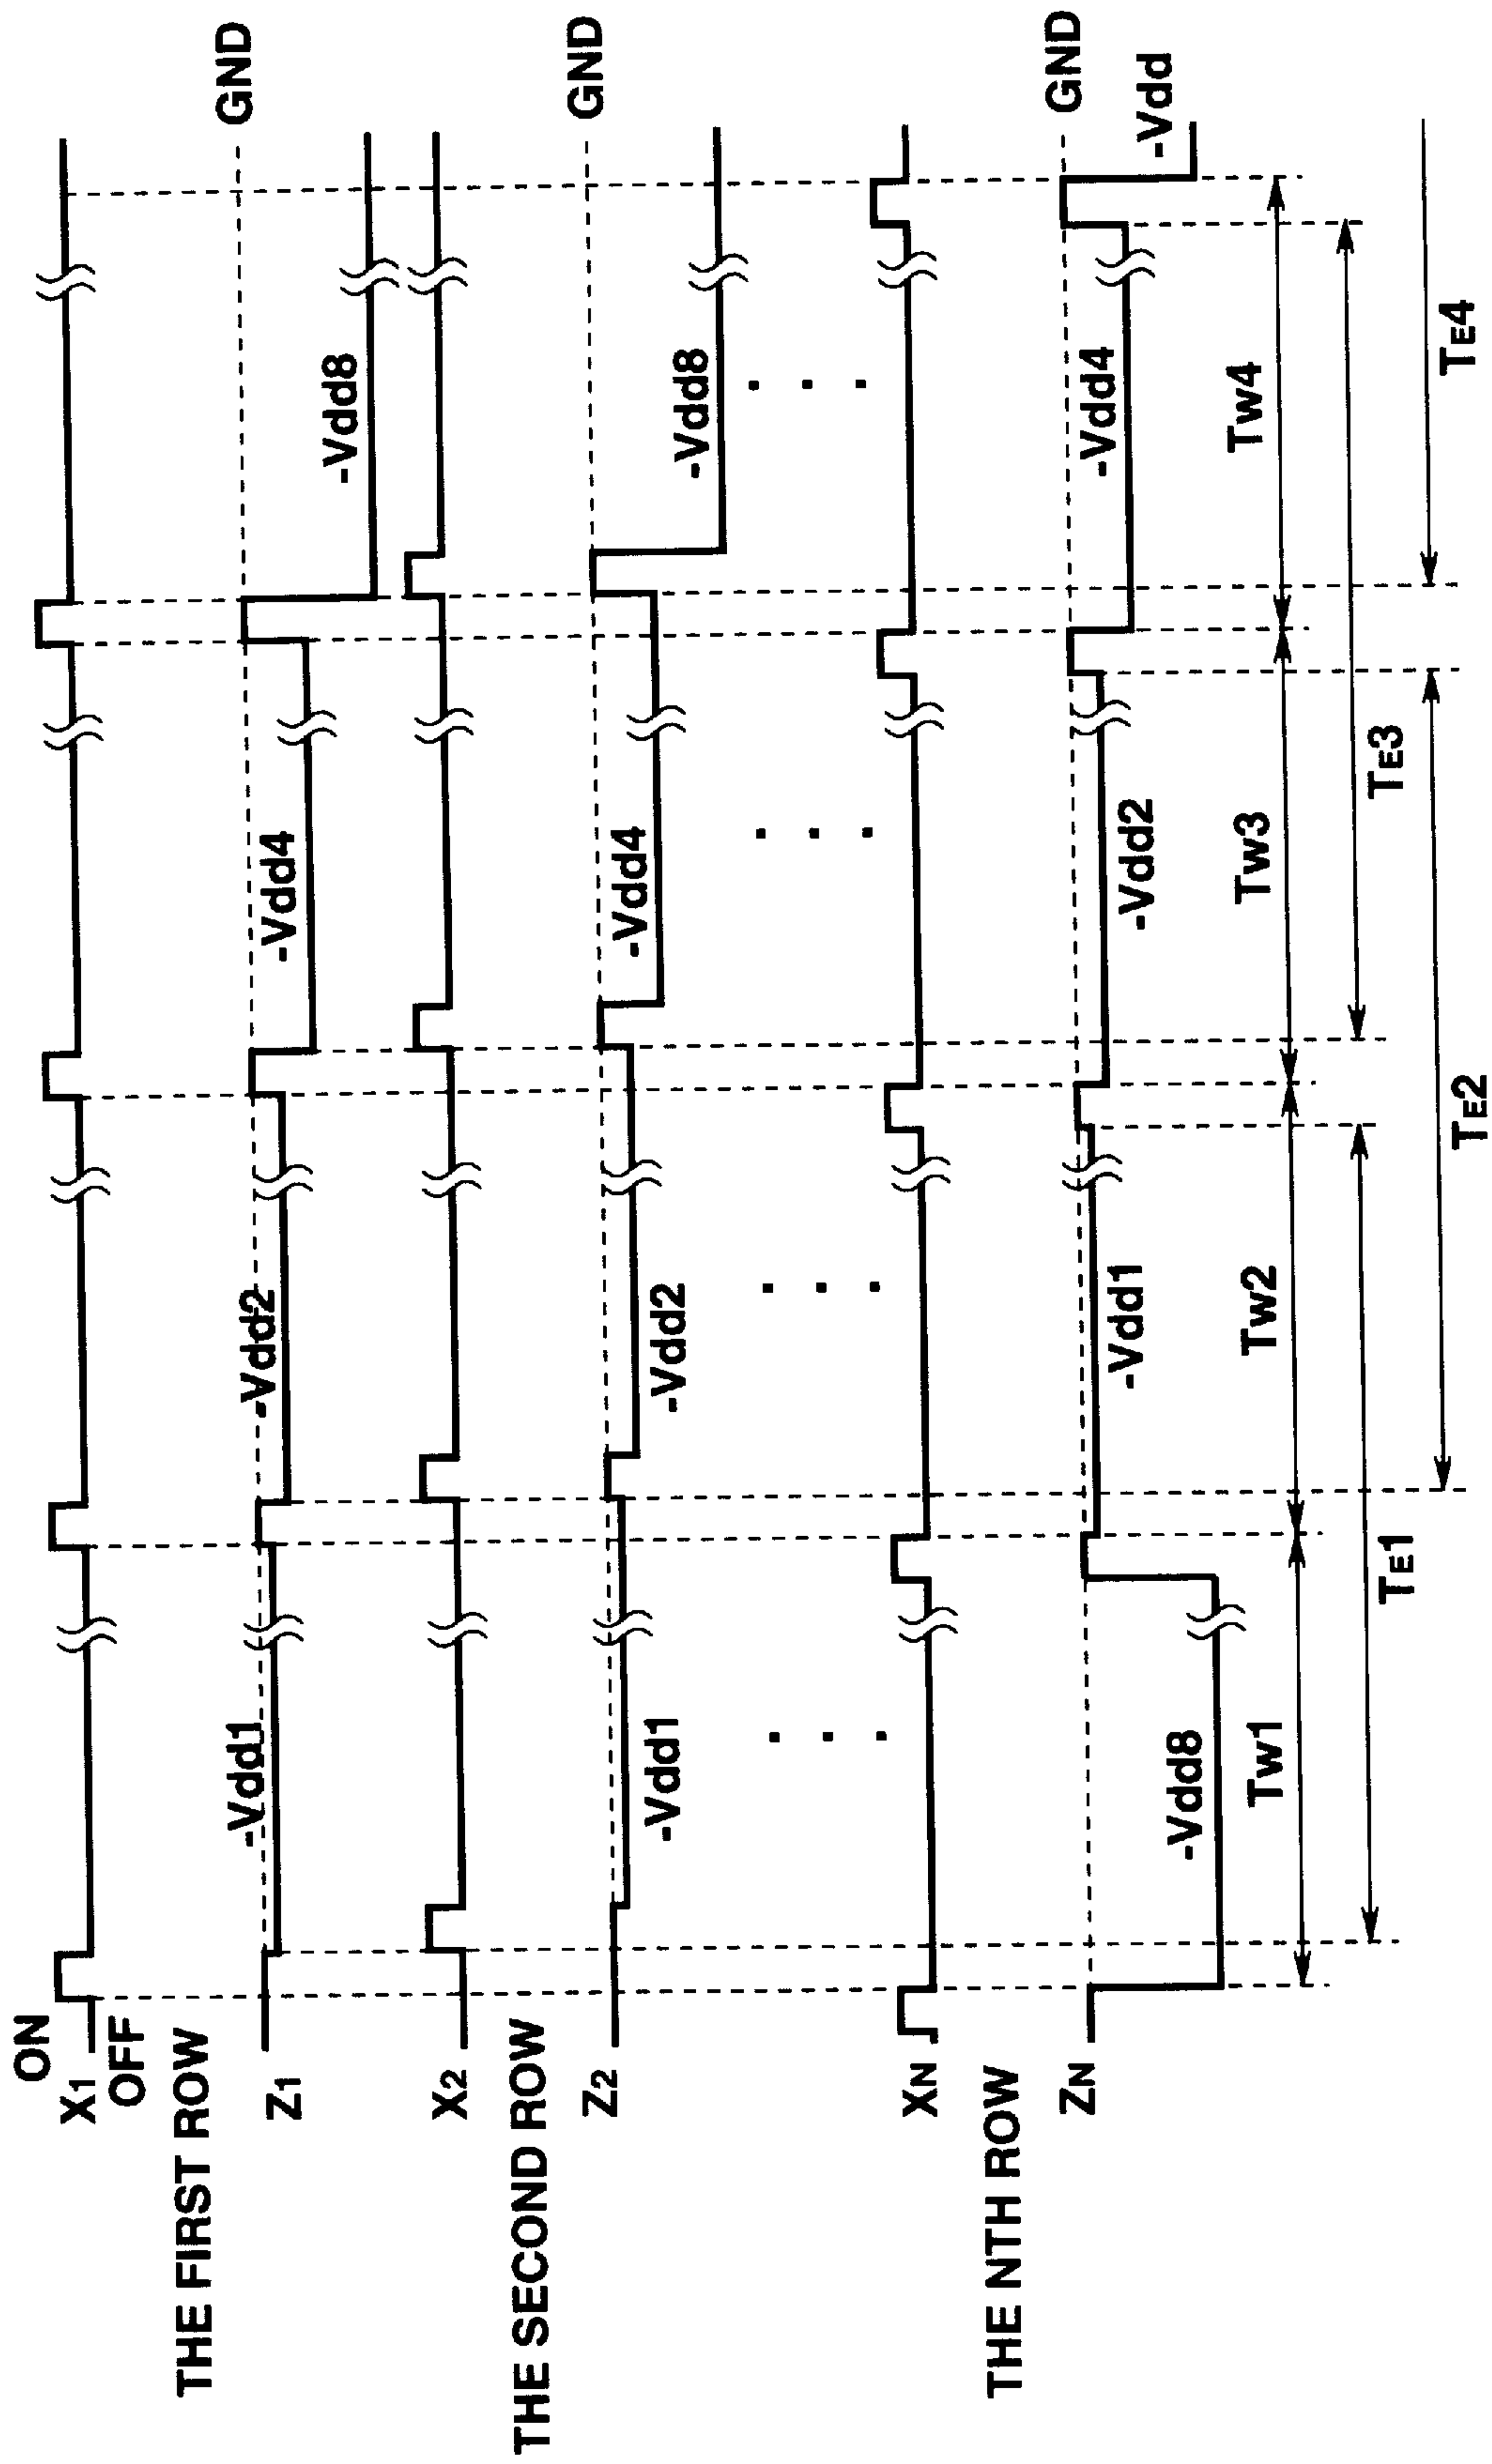 ON
X1
OFF
GND
THE FIRST ROW
Z1
-Vdd1
-Vdd2
-Vdd4
-Vdd8
X2
GND
THE SECOND ROW
Z2
-Vdd1
-Vdd2
-Vdd4
-Vdd8
. . .
. . .
. . .
. . .
XN
GND
THE NTH ROW
ZN
-Vdd8
-Vdd1
-Vdd2
-Vdd4
-Vdd
Tw1
Tw2
Tw3
Tw4
TE1
TE3
TE2
TE4